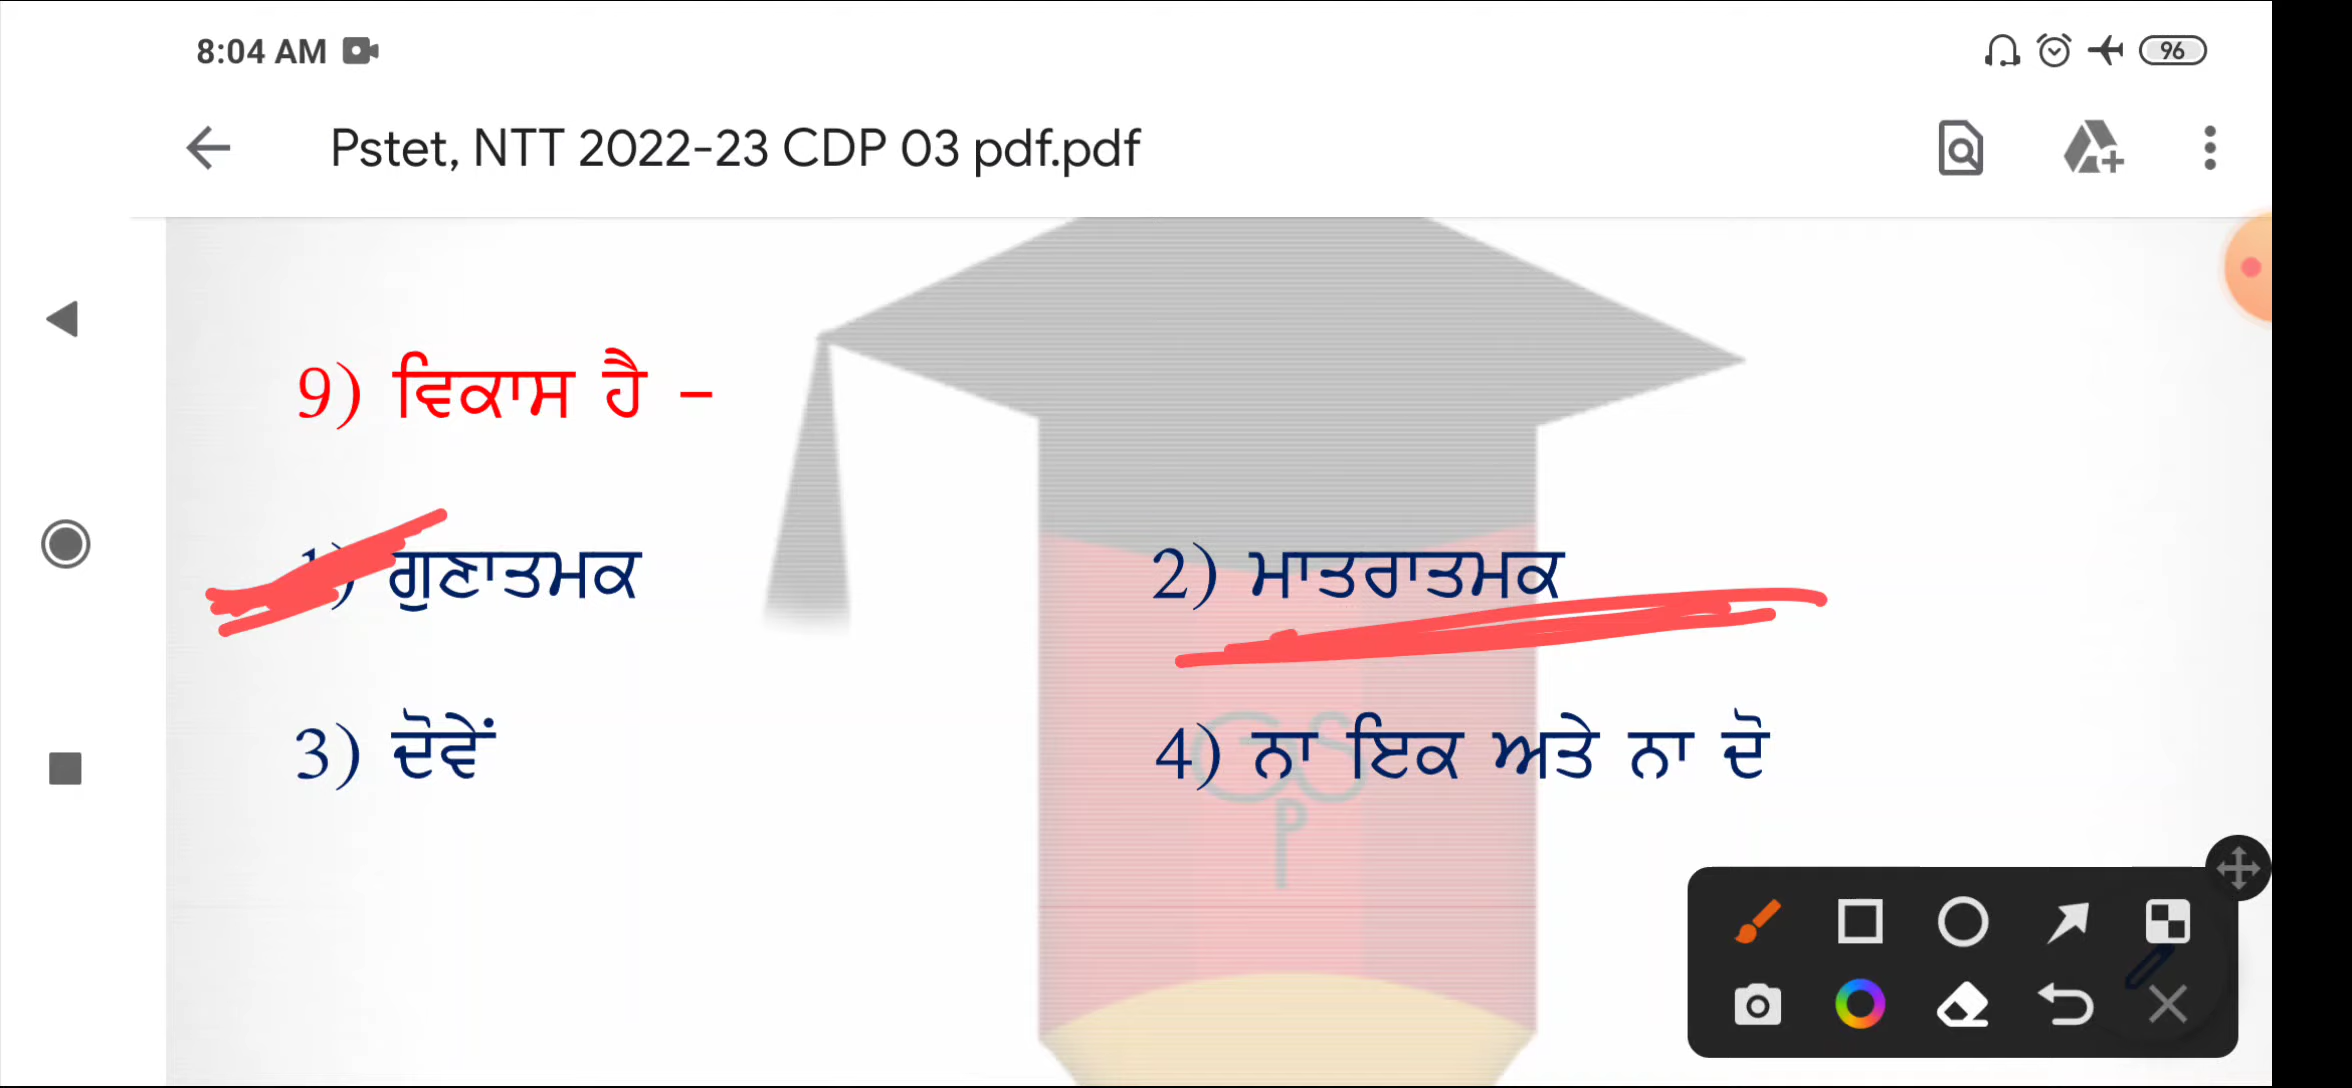 8:04 AM
96
Pstet, NTT 2022-23 CDP 03 pdf.pdf
9) ਵਿਕਾਸ ਹੈ -
1) ਗੁਣਾਤਮਕ
2) ਮਾਤਰਾਤਮਕ
3) ਦੋਵੇਂ
4) ਨਾ ਇਕ ਅਤੇ ਨਾ ਦੋ
GS
P